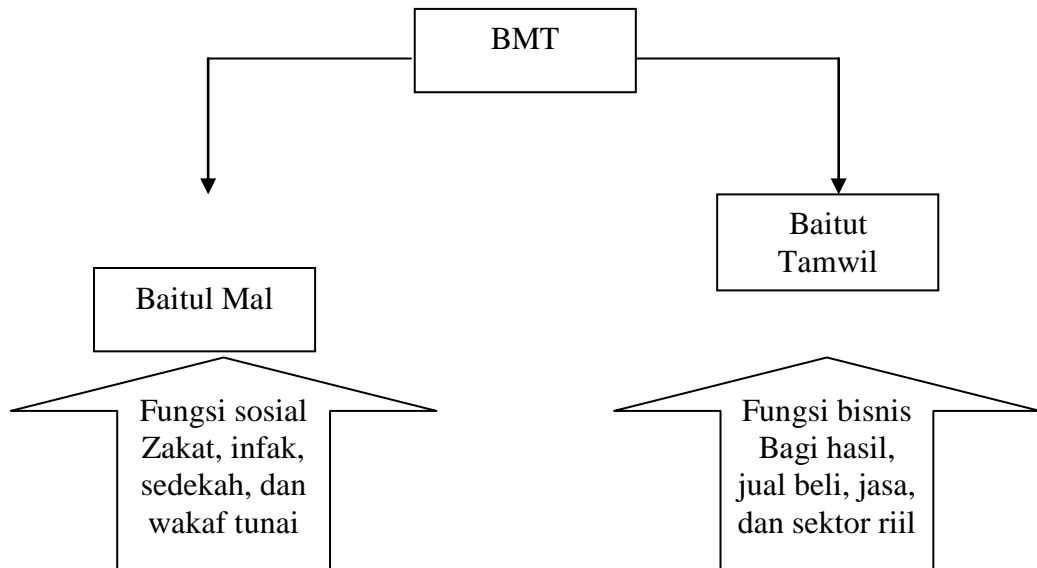 BMT
Baitut
Tamwil
Baitul Mal
Fungsi sosial
Zakat, infak,
sedekah, dan
wakaf tunai
Fungsi bisnis
Bagi hasil,
jual beli, jasa,
dan sektor riil